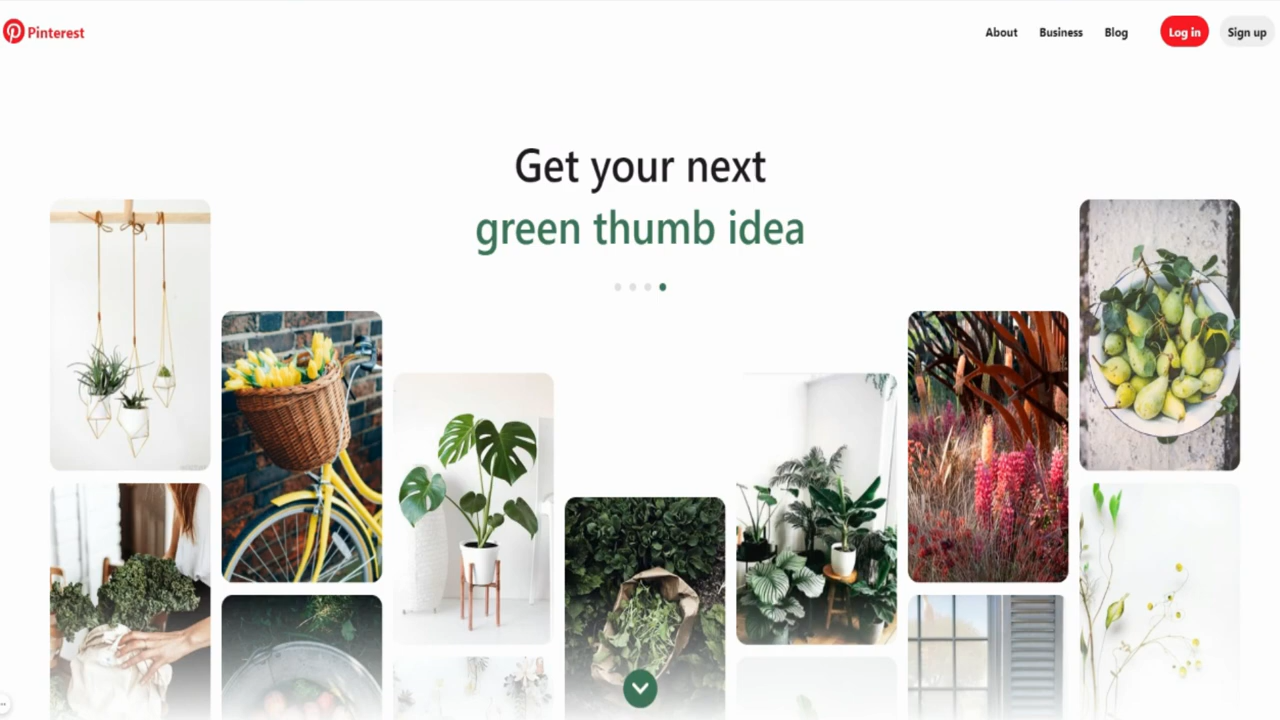 Pinterest
About
Business
Blog
Log in
Sign up
Get your next
green thumb idea